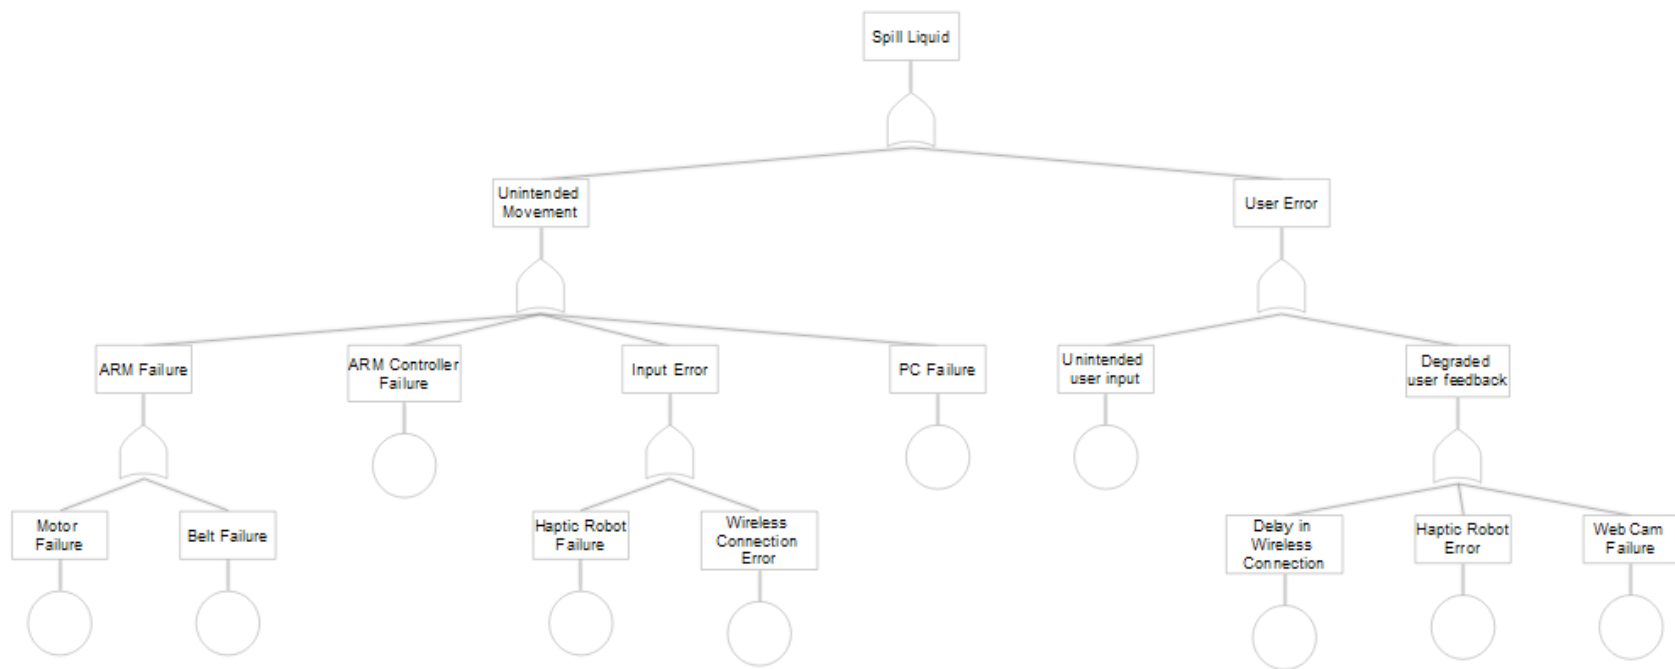 Spill Liquid
Unintended
Movement
User Error
ARM Failure
ARM Controller
Failure
Input Error
PC Failure
Unintended
user input
Degraded
user feedback
Motor
Failure
Belt Failure
Haptic Robot
Failure
Wireless
Connection
Error
Delay in
Wireless
Connection
Haptic Robot
Error
Web Cam
Failure